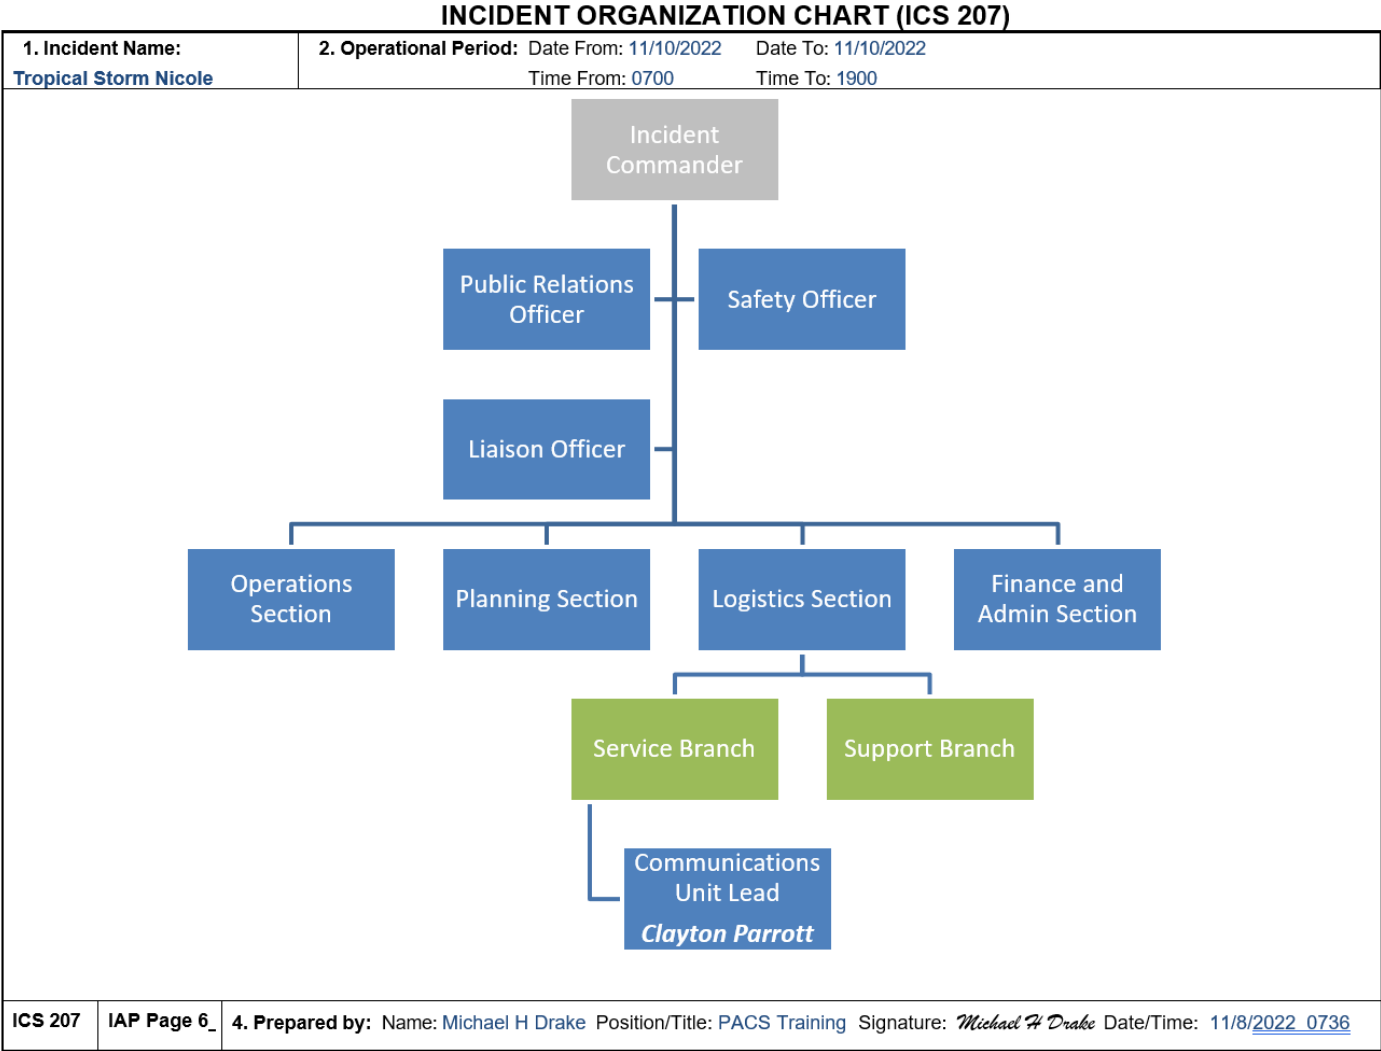 INCIDENT ORGANIZATION CHART (ICS 207)
1. Incident Name:
Tropical Storm Nicole
2. Operational Period: Date From: 11/10/2022 Date To: 11/10/2022
Time From: 0700 Time To: 1900
Incident
Commander
Public Relations
Officer
Safety Officer
Liaison Officer
Operations
Section
Planning Section
Logistics Section
Finance and
Admin Section
Service Branch
Support Branch
Communications
Unit Lead
Clayton Parrott
ICS 207
IAP Page 6_
4. Prepared by: Name: Michael H Drake Position/Title: PACS Training Signature: Michael H Drake Date/Time: 11/8/2022 0736